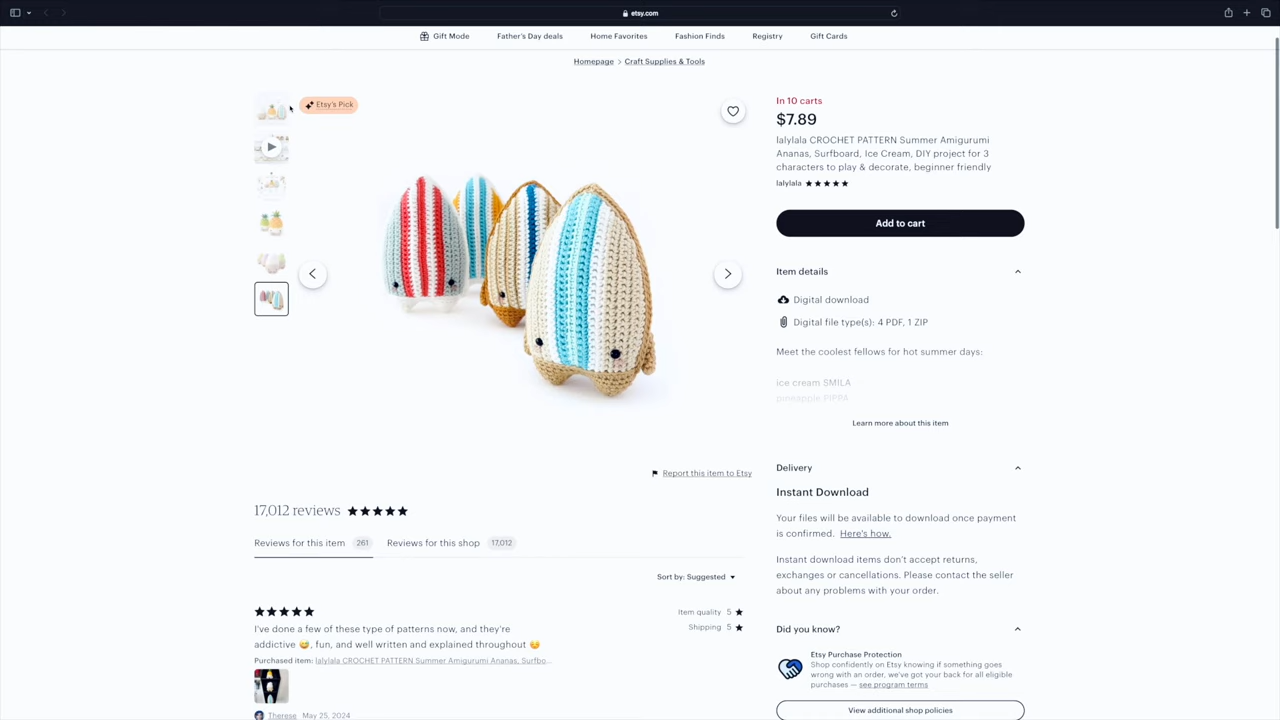 etsy.com
Gift Mode
Father's Day deals
Home Favorites
Fashion Finds
Registry
Gift Cards
Homepage > Craft Supplies & Tools
Etsy's Pick
In 10 carts
$7.89
lalylala CROCHET PATTERN Summer Amigurumi
Ananas, Surfboard, Ice Cream, DIY project for 3
characters to play & decorate, beginner friendly
lalylala ★★★★★
Add to cart
Item details
Digital download
Digital file type(s): 4 PDF, 1 ZIP
Meet the coolest fellows for hot summer days:
ice cream SMILA
pineapple PIPPA
Learn more about this item
Report this item to Etsy
Delivery
Instant Download
Your files will be available to download once payment
is confirmed. Here's how.
Instant download items don't accept returns,
exchanges or cancellations. Please contact the seller
about any problems with your order.
Did you know?
Etsy Purchase Protection
Shop confidently on Etsy knowing if something goes
wrong with an order, we've got your back for all eligible
purchases — see program terms
View additional shop policies
17,012 reviews ★★★★★
Reviews for this item 261
Reviews for this shop 17,012
Sort by: Suggested
★★★★★
Item quality 5 ★
Shipping 5 ★
I've done a few of these type of patterns now, and they're
addictive 😅, fun, and well written and explained throughout ☺️
Purchased item: lalylala CROCHET PATTERN Summer Amigurumi Ananas, Surfbo...
Therese May 25, 2024